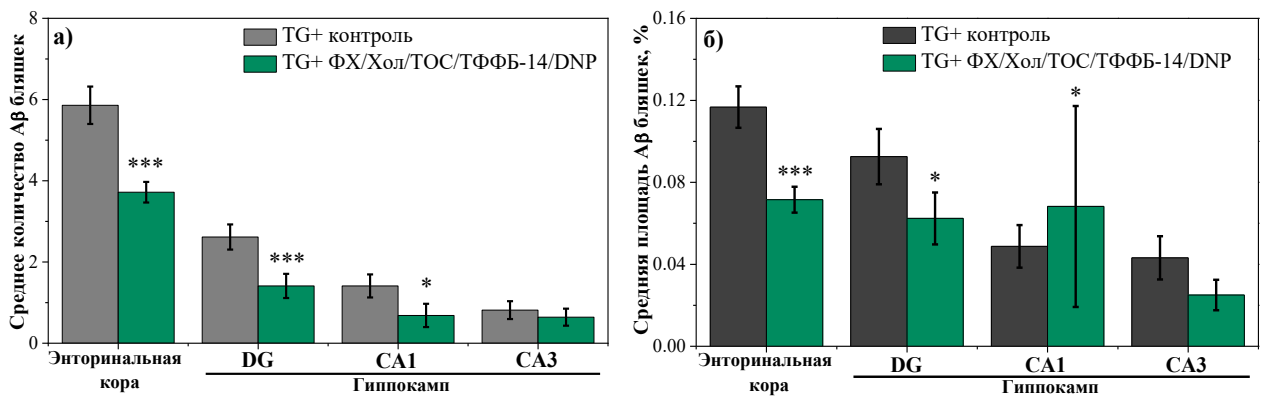 Среднее количество Aβ бляшек
8
6
4
2
0
а)
TG+ контроль
TG+ ФХ/Хол/ТОС/ТФФБ-14/DNP
***
***
*
Энторинальная
кора
DG
CA1
CA3
Гиппокамп
Средняя площадь Aβ бляшек, %
0.12
0.08
0.04
0.00
б)
TG+ контроль
TG+ ФХ/Хол/ТОС/ТФФБ-14/DNP
***
*
*
Энторинальная
кора
DG
CA1
CA3
Гиппокамп